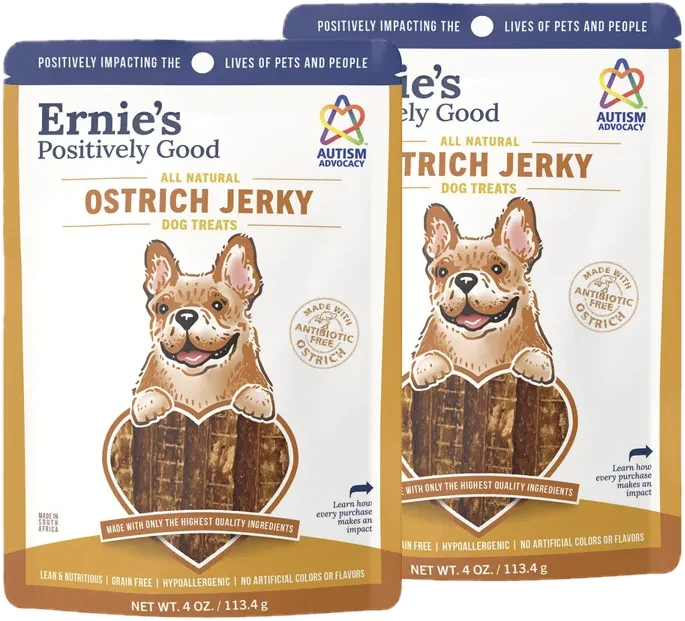 POSITIVELY IMPACTING THE LIVES OF PETS AND PEOPLE
Ernie's
Positively Good
AUTISM
ADVOCACY
ALL NATURAL
OSTRICH JERKY
DOG TREATS
MADE WITH
ANTIBIOTIC
FREE
OSTRICH
Learn how
every purchase
makes an
impact
MADE IN
SOUTH
AFRICA
MADE WITH ONLY THE HIGHEST QUALITY INGREDIENTS
LEAN & NUTRITIOUS | GRAIN FREE | HYPOALLERGENIC | NO ARTIFICIAL COLORS OR FLAVORS
NET WT. 4 OZ. / 113.4 g
POSITIVELY IMPACTING THE LIVES OF PETS AND PEOPLE
ie's
ely Good
AUTISM
ADVOCACY
ALL NATURAL
TRICH JERKY
DOG TREATS
MADE WITH
ANTIBIOTIC
FREE
OSTRICH
Learn how
every purchase
makes an
impact
E WITH ONLY THE HIGHEST QUALITY INGREDIENTS
IN FREE | HYPOALLERGENIC | NO ARTIFICIAL COLORS OR FLAVORS
NET WT. 4 OZ. / 113.4 g